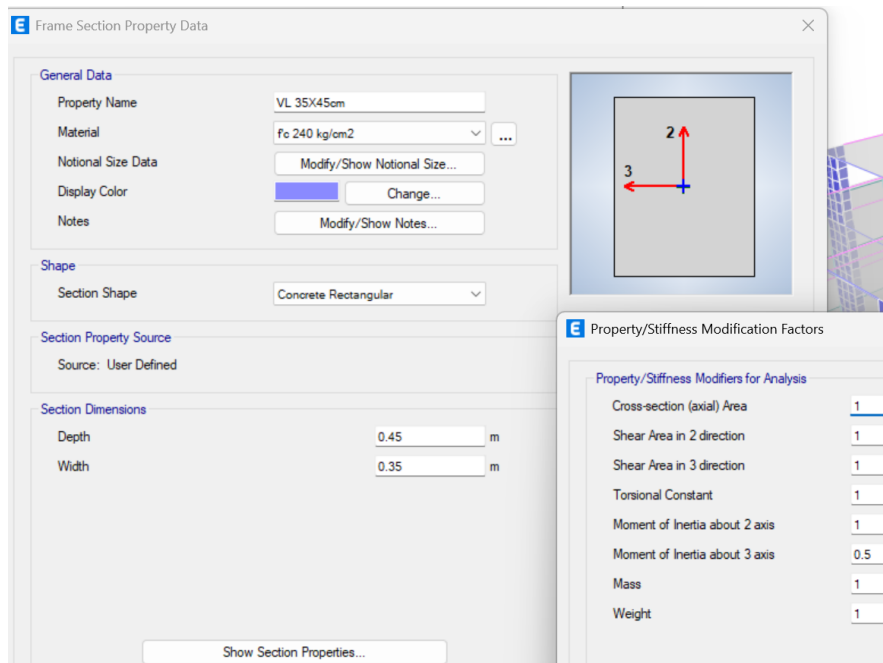 Frame Section Property Data
General Data
Property Name VL 35X45cm
Material f'c 240 kg/cm2 ...
Notional Size Data Modify/Show Notional Size...
Display Color Change...
Notes Modify/Show Notes...
2
3
Shape
Section Shape Concrete Rectangular
Section Property Source
Source: User Defined
Section Dimensions
Depth 0.45 m
Width 0.35 m
Show Section Properties...
Property/Stiffness Modification Factors
Property/Stiffness Modifiers for Analysis
Cross-section (axial) Area 1
Shear Area in 2 direction 1
Shear Area in 3 direction 1
Torsional Constant 1
Moment of Inertia about 2 axis 1
Moment of Inertia about 3 axis 0.5
Mass 1
Weight 1